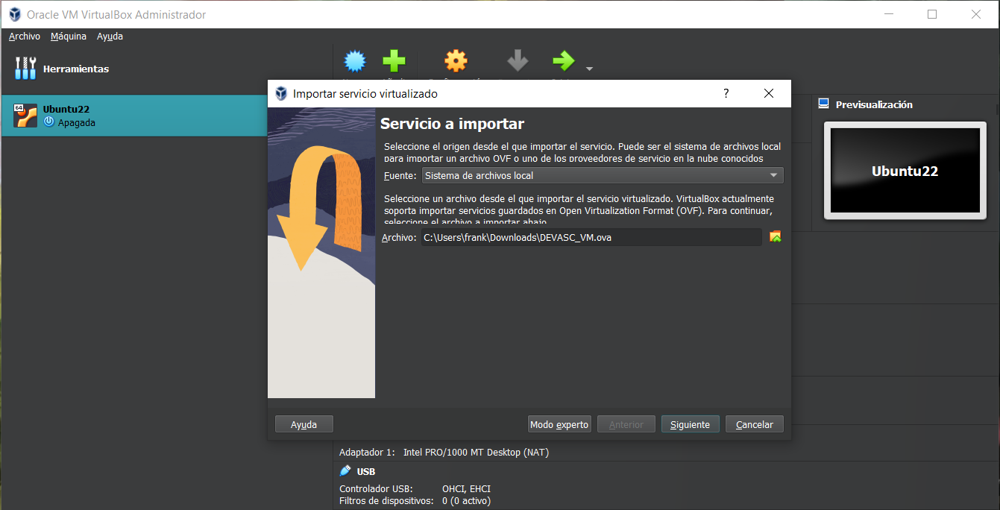 Oracle VM VirtualBox Administrador
Archivo Máquina Ayuda
Herramientas
64
Ubuntu22
Apagada
Importar servicio virtualizado
?
Servicio a importar
Seleccione el origen desde el que importar el servicio. Puede ser el sistema de archivos local
para importar un archivo OVF o uno de los proveedores de servicio en la nube conocidos
Fuente: Sistema de archivos local
Seleccione un archivo desde el que importar el servicio virtualizado. VirtualBox actualmente
soporta importar servicios guardados en Open Virtualization Format (OVF). Para continuar,
seleccione el archivo a importar abajo
Archivo: C:\Users\frank\Downloads\DEVASC_VM.ova
Ayuda Modo experto Anterior Siguiente Cancelar
Previsualización
Ubuntu22
Adaptador 1: Intel PRO/1000 MT Desktop (NAT)
USB
Controlador USB: OHCI, EHCI
Filtros de dispositivos: 0 (0 activo)